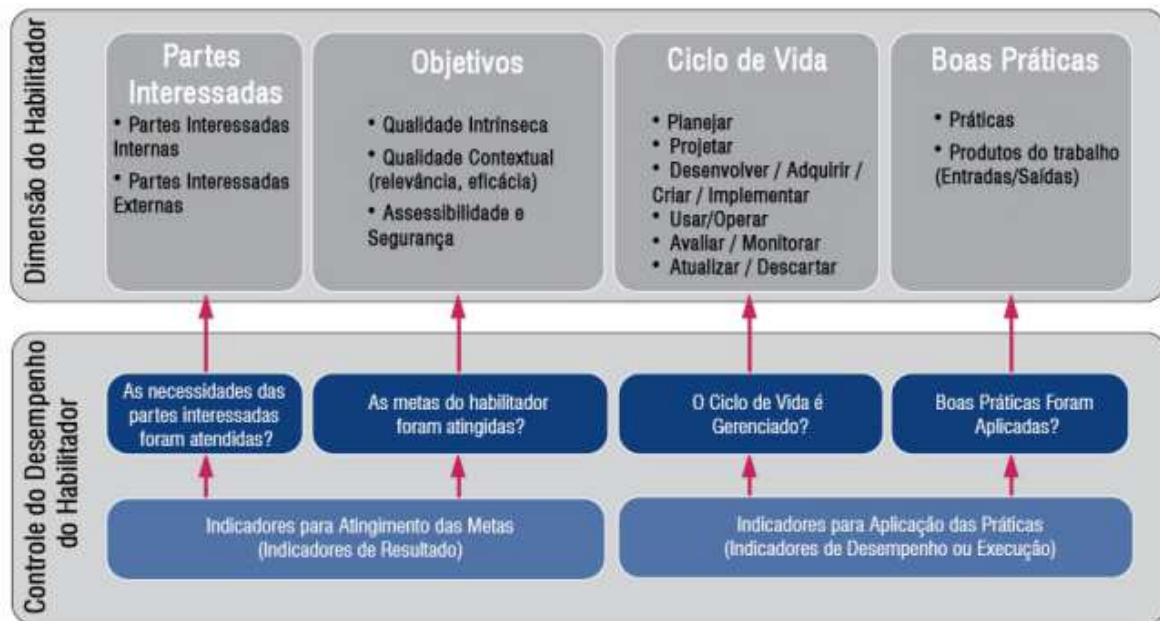 Dimensão do Habilitador
Partes
Interessadas
• Partes Interessadas
Internas
• Partes Interessadas
Externas
Objetivos
• Qualidade Intrínseca
• Qualidade Contextual
(relevância, eficácia)
• Assessibilidade e
Segurança
Ciclo de Vida
• Planejar
• Projetar
• Desenvolver / Adquirir /
Criar / Implementar
• Usar/Operar
• Avaliar / Monitorar
• Atualizar / Descartar
Boas Práticas
• Práticas
• Produtos do trabalho
(Entradas/Saídas)
Controle do Desempenho
do Habilitador
As necessidades das
partes interessadas
foram atendidas?
As metas do habilitador
foram atingidas?
O Ciclo de Vida é
Gerenciado?
Boas Práticas Foram
Aplicadas?
Indicadores para Atingimento das Metas
(Indicadores de Resultado)
Indicadores para Aplicação das Práticas
(Indicadores de Desempenho ou Execução)